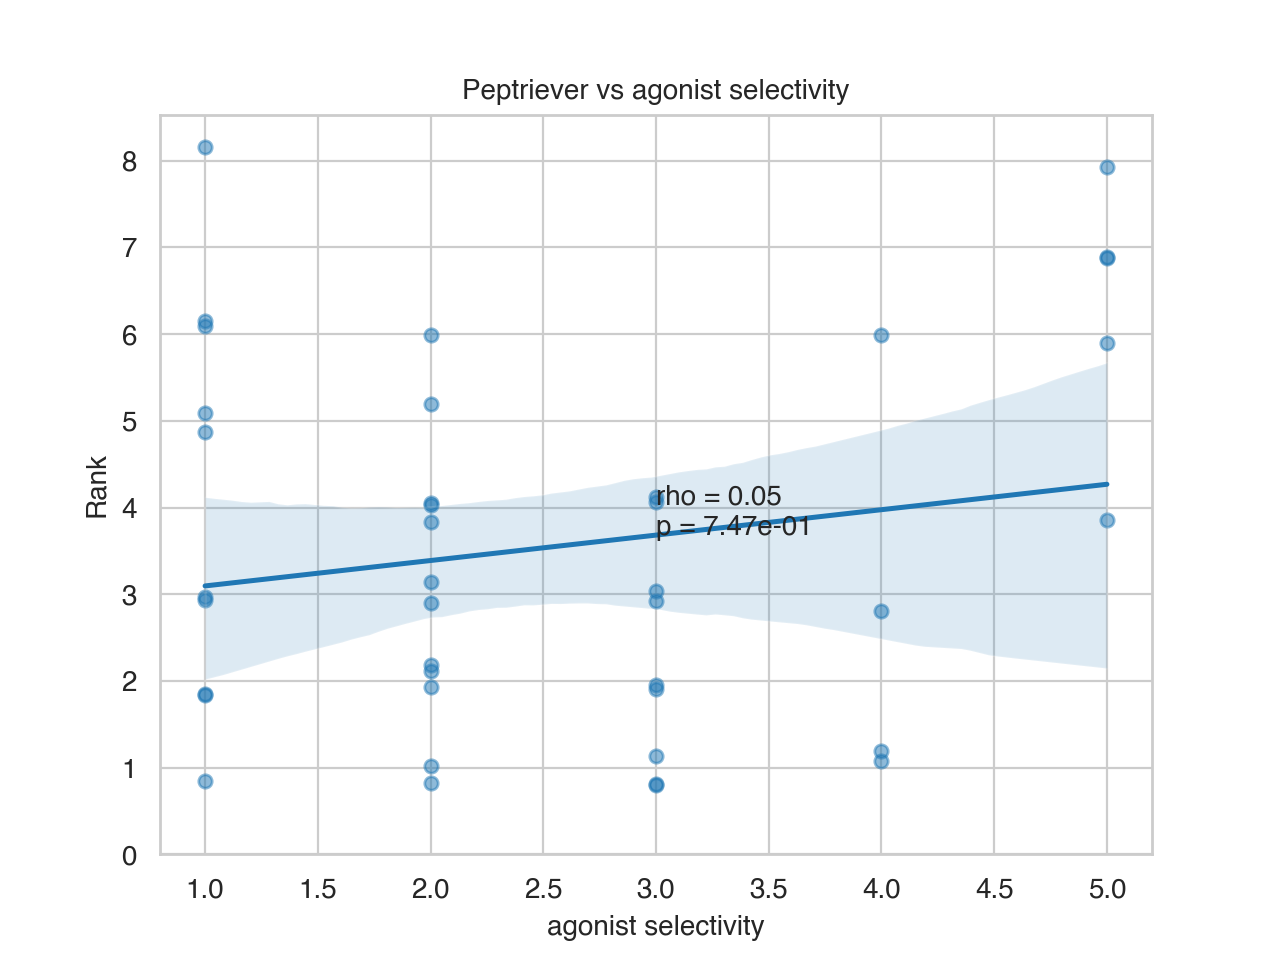 Peptriever vs agonist selectivity
8
7
6
5
4
3
2
1
0
Rank
rho = 0.05
p = 7.47e-01
1.0 1.5 2.0 2.5 3.0 3.5 4.0 4.5 5.0
agonist selectivity